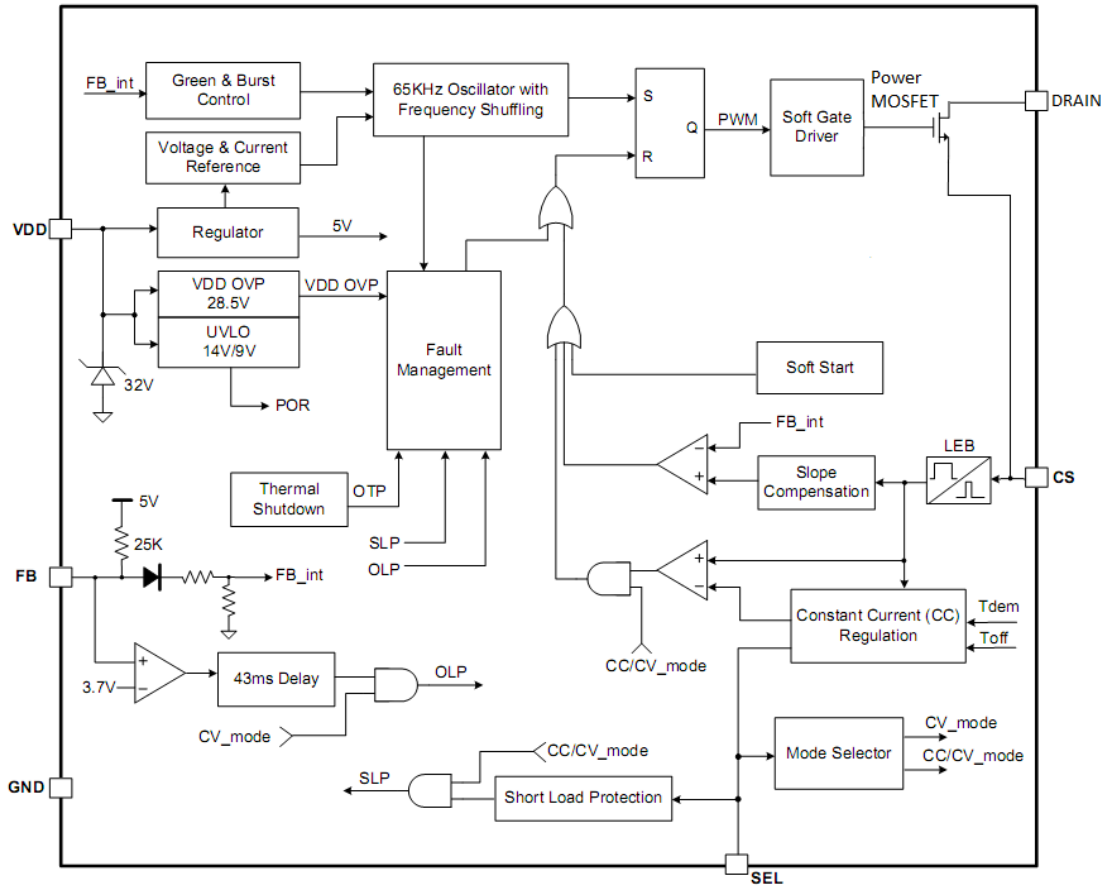 FB_int
Green & Burst
Control
65KHz Oscillator with
Frequency Shuffling
S
R
Q
PWM
Soft Gate
Driver
Power
MOSFET
DRAIN
Voltage & Current
Reference
VDD
Regulator
5V
VDD OVP
28.5V
VDD OVP
UVLO
14V/9V
Fault
Management
32V
POR
Soft Start
FB_int
LEB
Slope
Compensation
CS
Thermal
Shutdown
OTP
5V
25K
SLP
OLP
FB
FB_int
+
−
+
−
Constant Current (CC)
Regulation
Tdem
Toff
CC/CV_mode
+
3.7V
−
43ms Delay
OLP
CV_mode
CV_mode
Mode Selector
CC/CV_mode
CC/CV_mode
GND
SLP
Short Load Protection
SEL